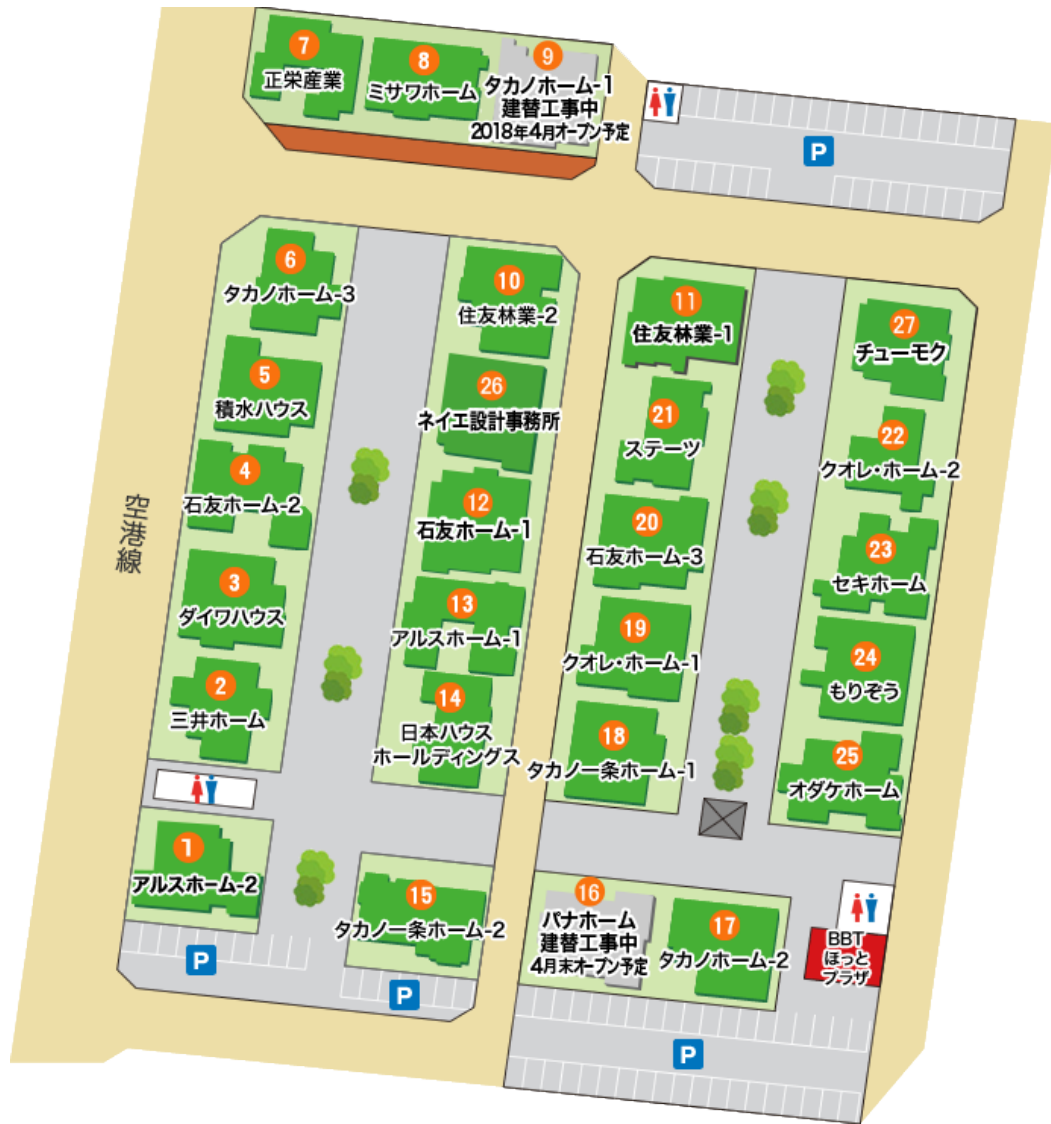 7
正栄産業
8
ミサワホーム
9
タカノホーム-1
建替工事中
2018年4月オープン予定
P
6
タカノホーム-3
10
住友林業-2
11
住友林業-1
27
チューモク
5
積水ハウス
26
ネイエ設計事務所
21
ステーツ
22
クオレ・ホーム-2
4
石友ホーム-2
12
石友ホーム-1
20
石友ホーム-3
23
セキホーム
空港線
3
ダイワハウス
13
アルスホーム-1
19
クオレ・ホーム-1
24
もりぞう
2
三井ホーム
14
日本ハウス
ホールディングス
18
タカノ一条ホーム-1
25
オダケホーム
1
アルスホーム-2
15
タカノ一条ホーム-2
16
パナホーム
建替工事中
4月末オープン予定
17
タカノホーム-2
BBT
ほっと
プラザ
P
P
P